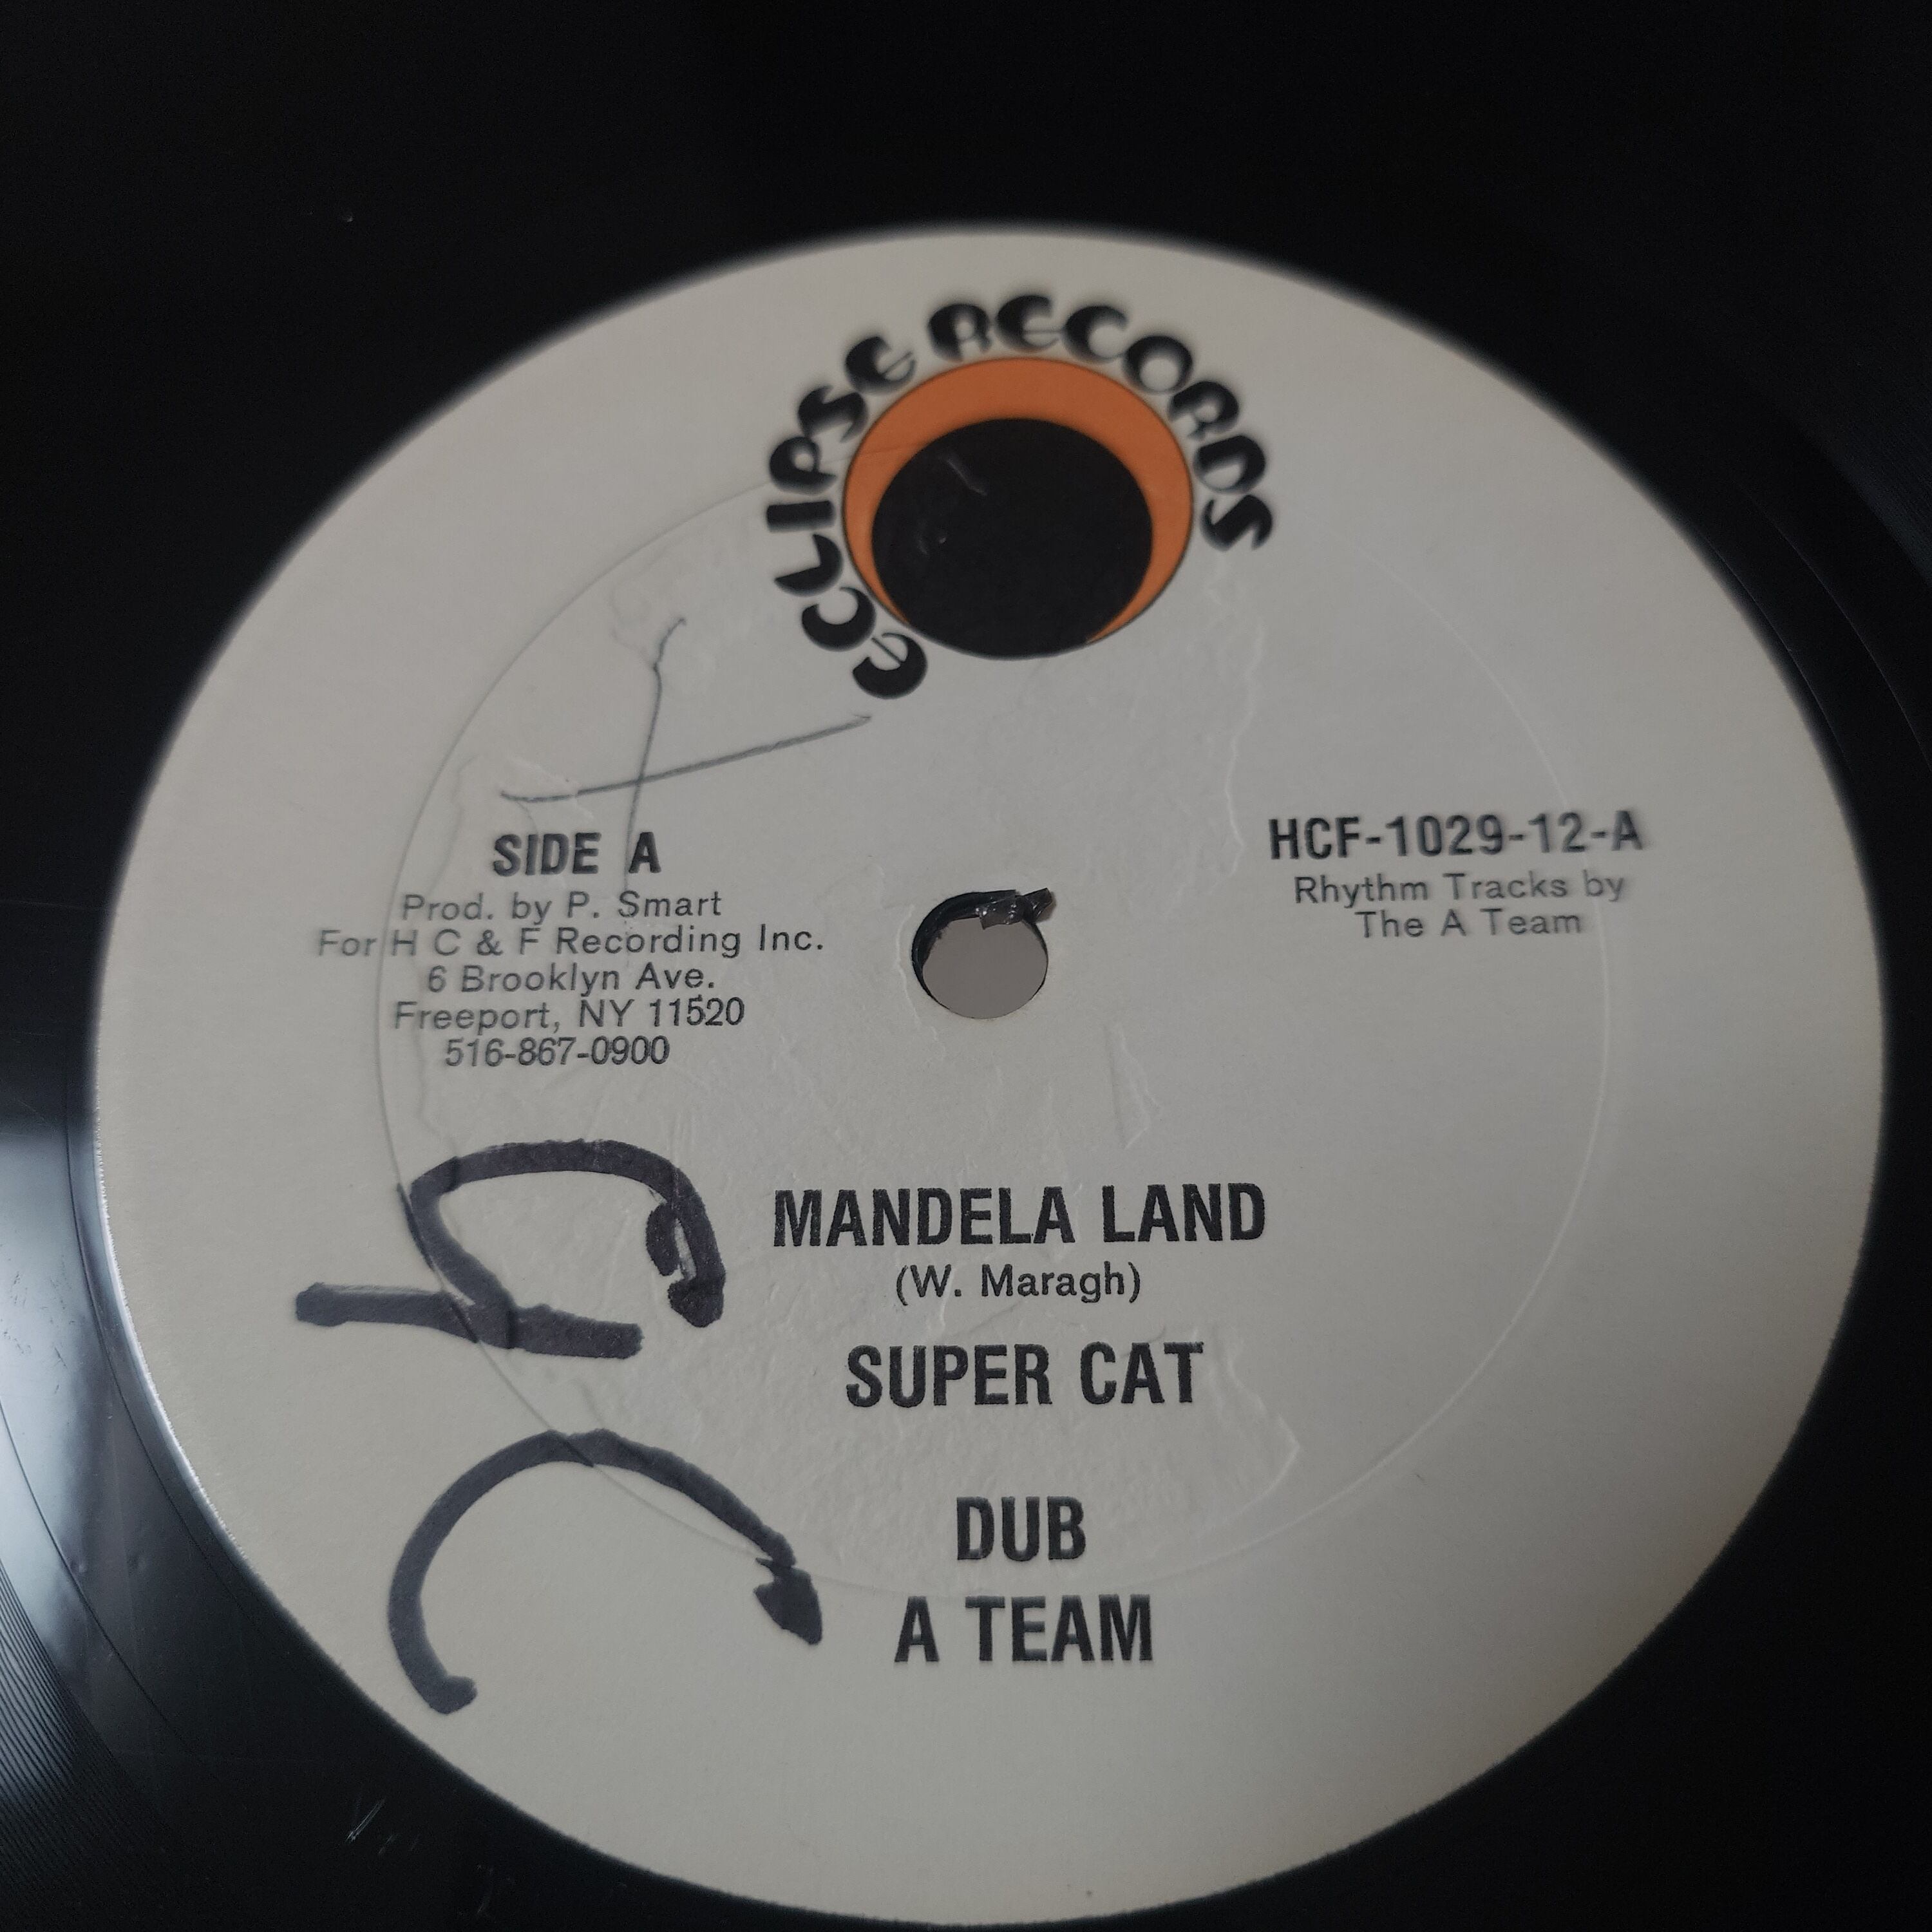 ECLIPSE RECORDS
SIDE A
Prod. by P. Smart
For H C & F Recording Inc.
6 Brooklyn Ave.
Freeport, NY 11520
516-867-0900
HCF-1029-12-A
Rhythm Tracks by
The A Team
MANDELA LAND
(W. Maragh)
SUPER CAT
DUB
A TEAM